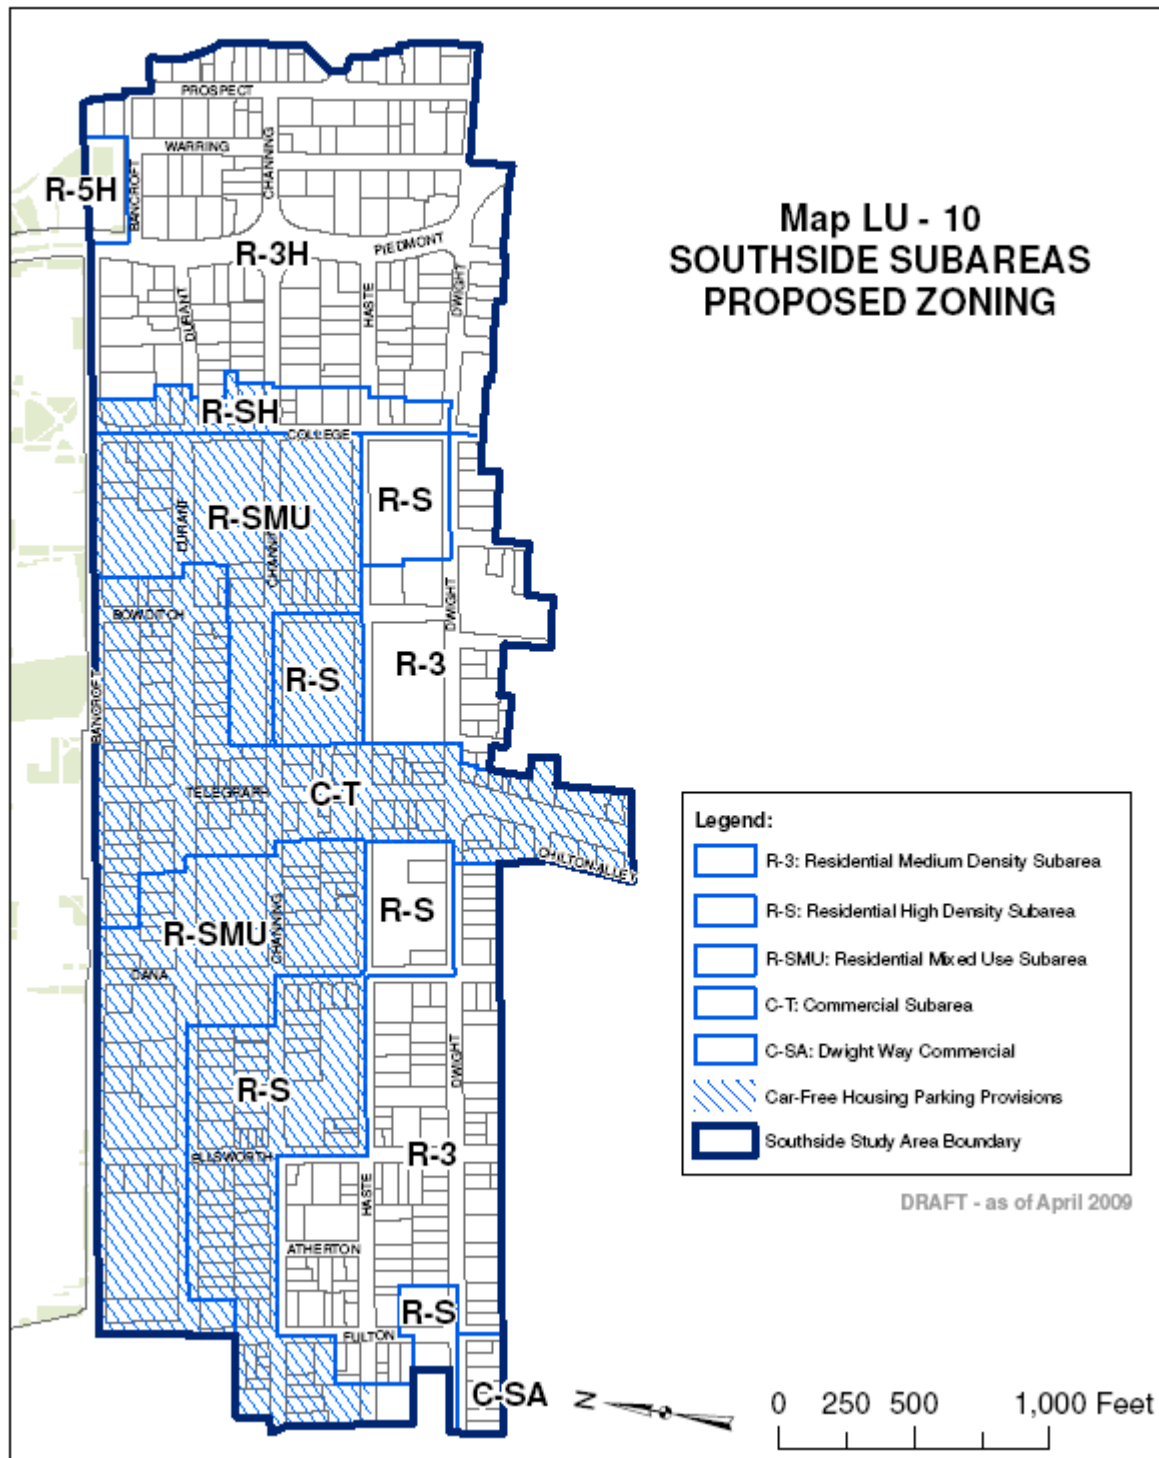 Map LU - 10
SOUTHSIDE SUBAREAS
PROPOSED ZONING
PROSPECT
WARRING
CHANNING
BANCROFT
R-5H
R-3H
PIEDMONT
DURANT
HASTE
DWIGHT
R-SH
COLLEGE
R-S
R-SMU
DURANT
CHANNI
BOWDITCH
DWIGHT
R-S
R-3
BANCROFT
TELEGRAPH
C-T
CHILTON ALLEY
R-S
R-SMU
CHANNING
DANA
DWIGHT
R-S
R-3
ELLSWORTH
HASTE
ATHERTON
R-S
FULTON
C-SA
Legend:
R-3: Residential Medium Density Subarea
R-S: Residential High Density Subarea
R-SMU: Residential Mixed Use Subarea
C-T: Commercial Subarea
C-SA: Dwight Way Commercial
Car-Free Housing Parking Provisions
Southside Study Area Boundary
DRAFT - as of April 2009
N
0 250 500 1,000 Feet